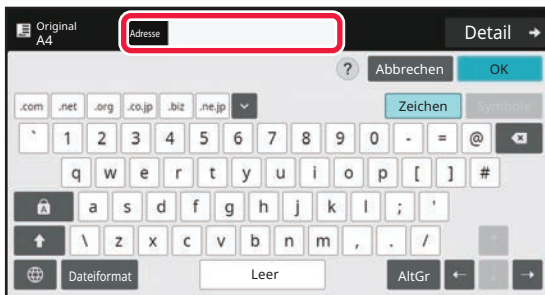 Original
A4
Adresse
Detail →
? Abbrechen OK
.com .net .org .co.jp .biz .ne.jp Zeichen Symbole
` 1 2 3 4 5 6 7 8 9 0 - = @
q w e r t y u i o p [ ] #
A a s d f g h j k l ; '
\ z x c v b n m , . /
Dateiformat Leer AltGr ← ↓ →